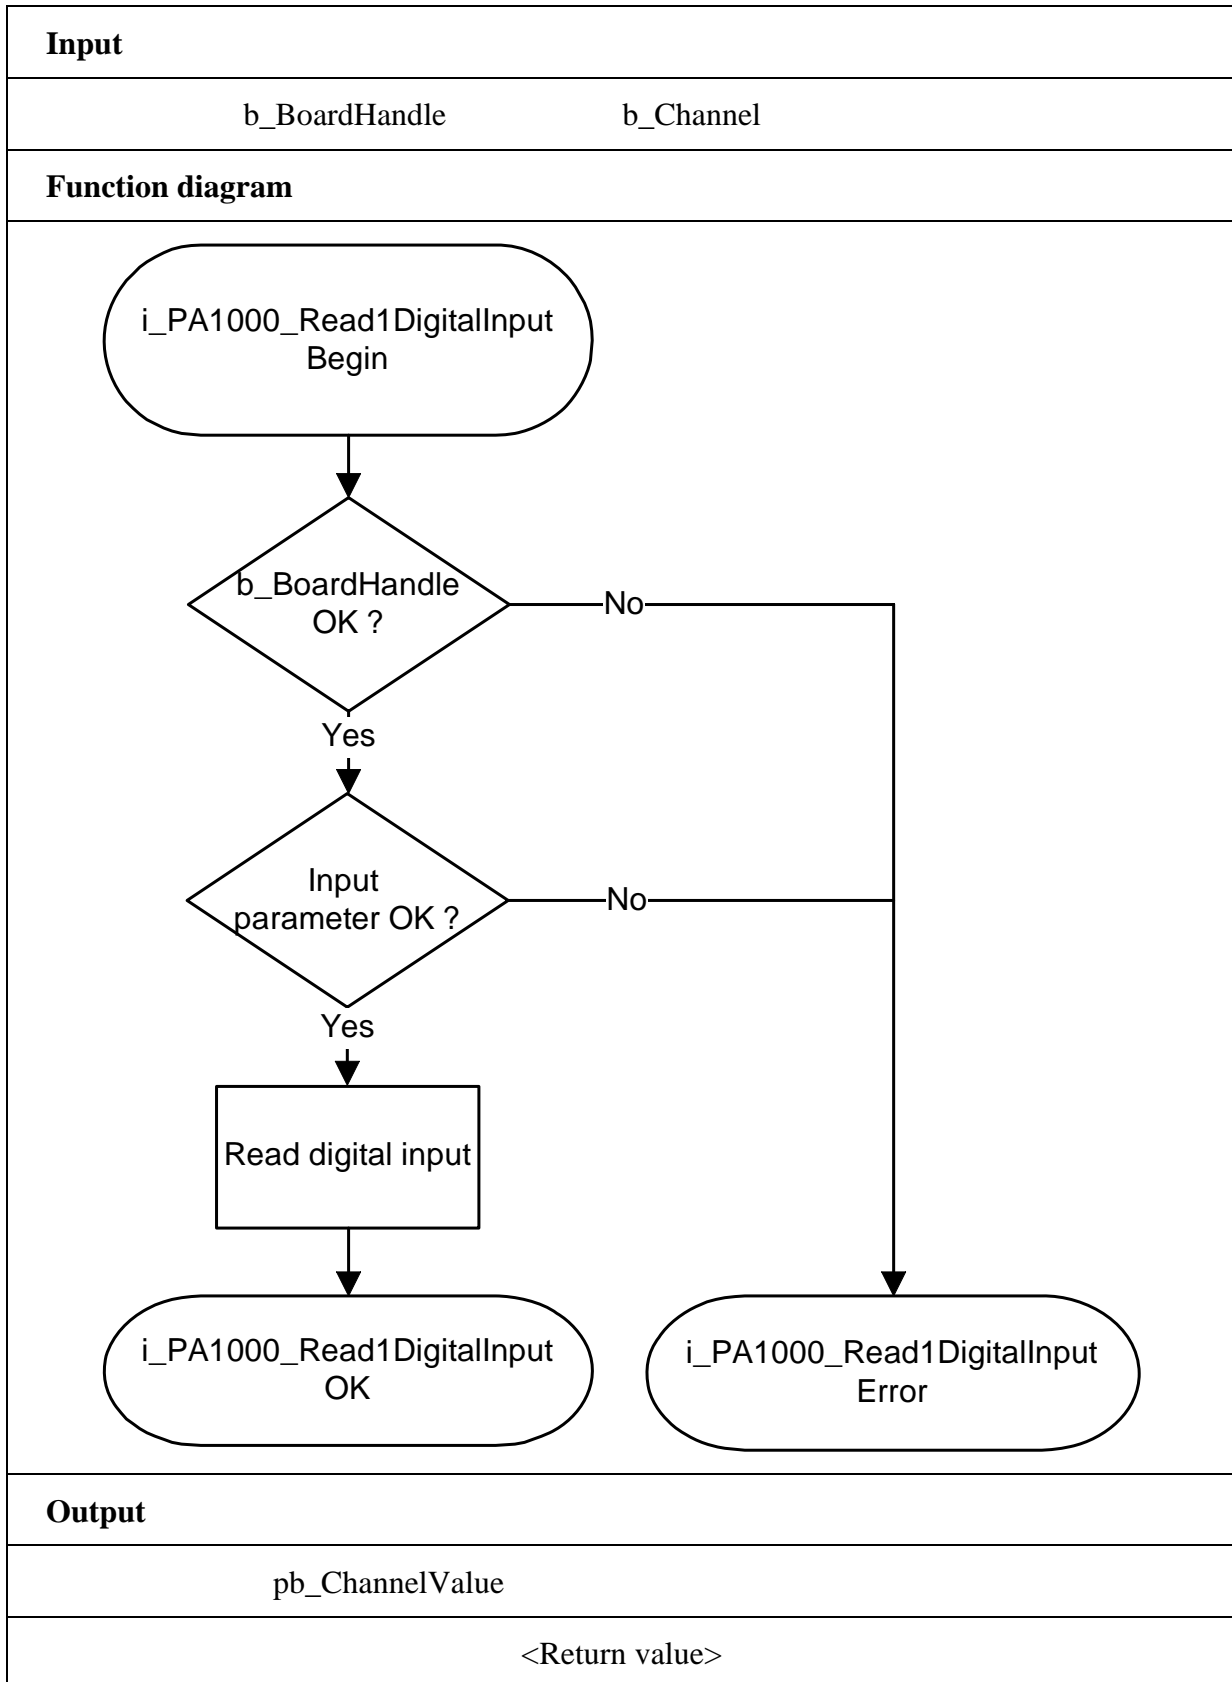 Input
b_BoardHandle b_Channel
Function diagram
i_PA1000_Read1DigitalInput
Begin
b_BoardHandle
OK ?
No
Yes
Input
parameter OK ?
No
Yes
Read digital input
i_PA1000_Read1DigitalInput
OK
i_PA1000_Read1DigitalInput
Error
Output
pb_ChannelValue
<Return value>